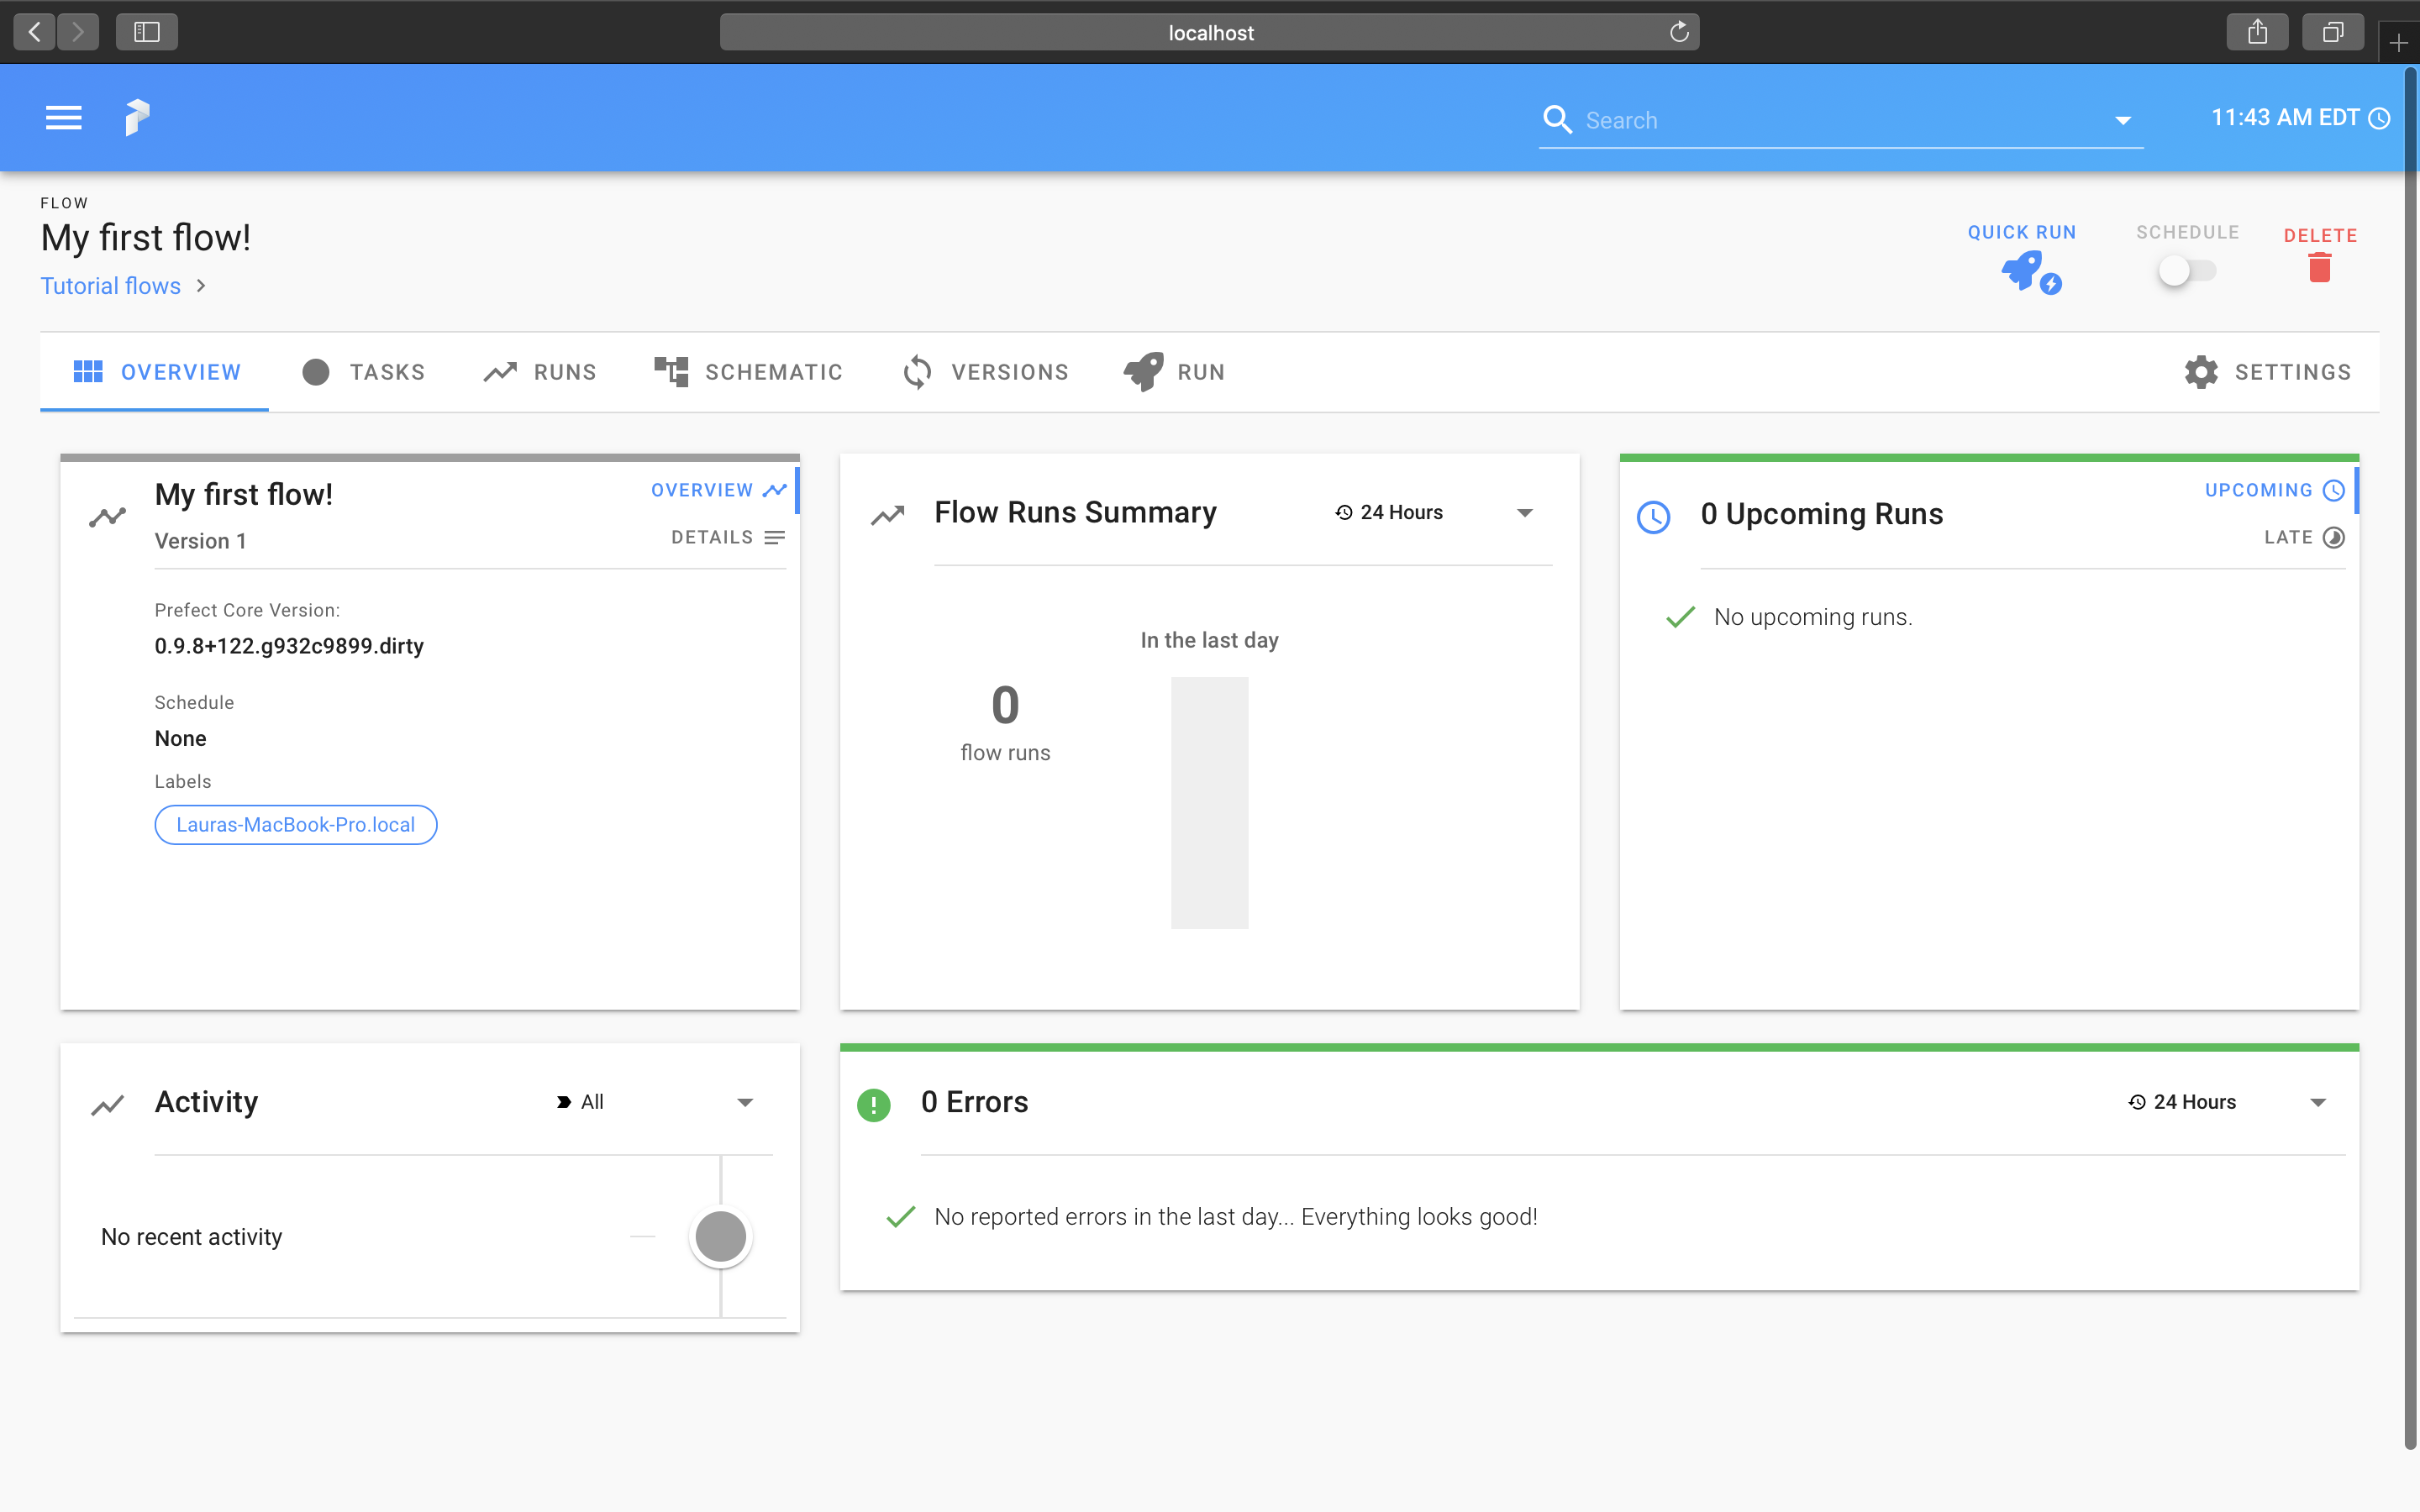 localhost
Search
11:43 AM EDT
FLOW
My first flow!
Tutorial flows
QUICK RUN
SCHEDULE
DELETE
OVERVIEW
TASKS
RUNS
SCHEMATIC
VERSIONS
RUN
SETTINGS
My first flow!
Version 1
OVERVIEW
DETAILS
Prefect Core Version:
0.9.8+122.g932c9899.dirty
Schedule
None
Labels
Lauras-MacBook-Pro.local
Flow Runs Summary
24 Hours
In the last day
0
flow runs
0 Upcoming Runs
UPCOMING
LATE
No upcoming runs.
Activity
All
No recent activity
0 Errors
24 Hours
No reported errors in the last day... Everything looks good!